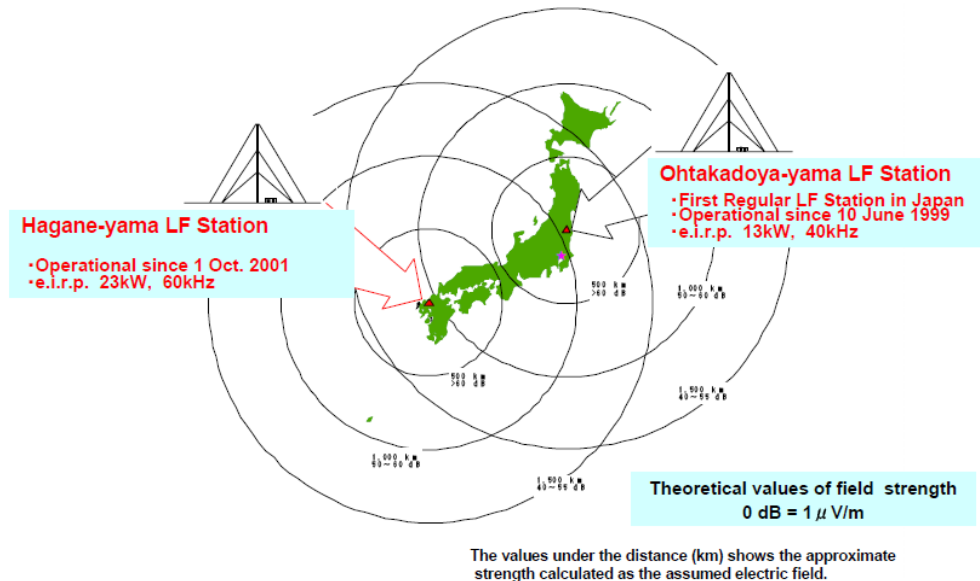 Ohtakadoya-yama LF Station
・First Regular LF Station in Japan
・Operational since 10 June 1999
・e.i.r.p. 13kW, 40kHz
Hagane-yama LF Station
・Operational since 1 Oct. 2001
・e.i.r.p. 23kW, 60kHz
500 km
>60 dB
1,000 km
50~60 dB
500 km
>60 dB
1,500 km
40~55 dB
1,000 km
50~60 dB
1,500 km
40~55 dB
Theoretical values of field strength
0 dB = 1μV/m
The values under the distance (km) shows the approximate
strength calculated as the assumed electric field.